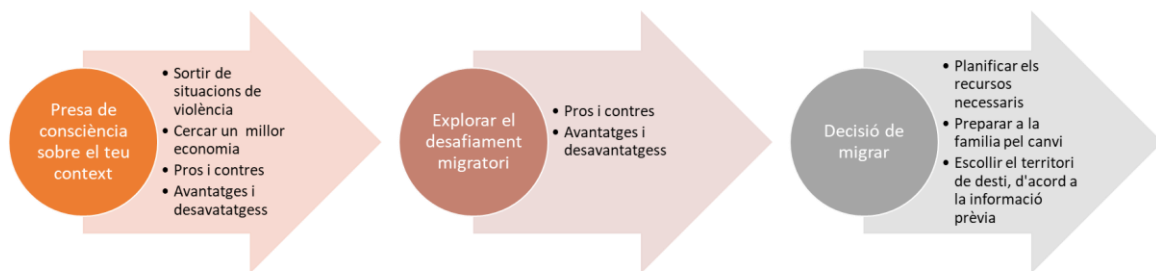 Presa de
consciència
sobre el teu
context
• Sortir de
situacions de
violència
• Cercar un  millor
economia
• Pros i contres
• Avantatges i
desavatatgess
Explorar el
desafiament
migratori
• Pros i contres
• Avantatges i
desavantatgess
Decisió de
migrar
• Planificar els
recursos
necessaris
• Preparar a la
familia pel canvi
• Escollir el territori
de desti, d'acord a
la informació
prèvia